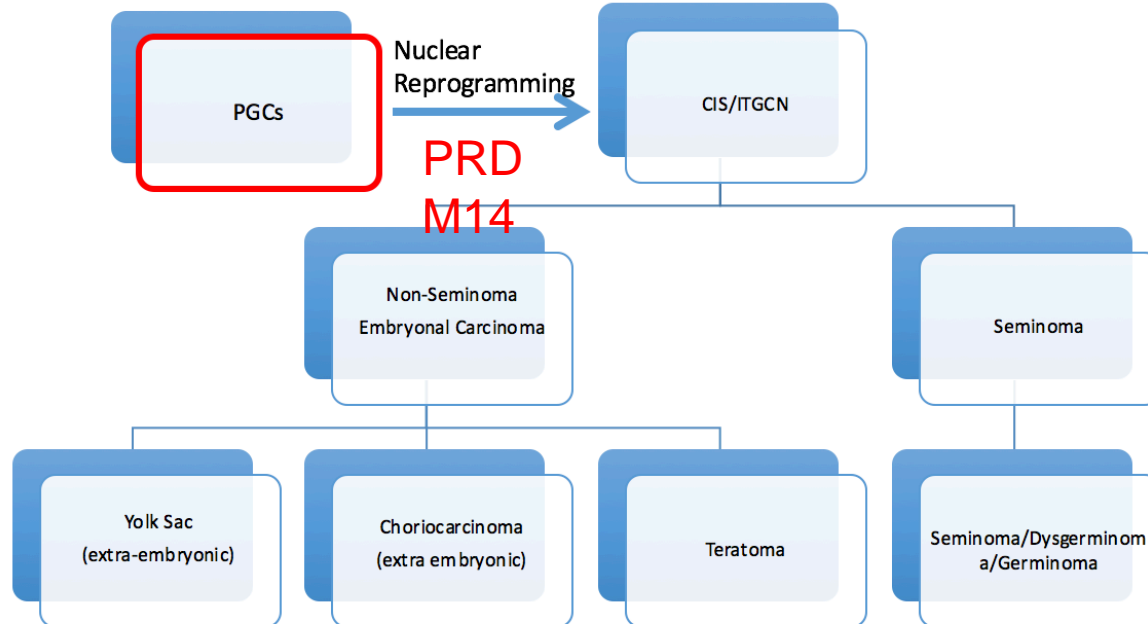 Nuclear
Reprogramming
PGCs
CIS/ITGCN
PRD
M14
Non-Seminoma
Embryonal Carcinoma
Seminoma
Yolk Sac
(extra-embryonic)
Choriocarcinoma
(extra embryonic)
Teratoma
Seminoma/Dysgerminom
a/Germinoma